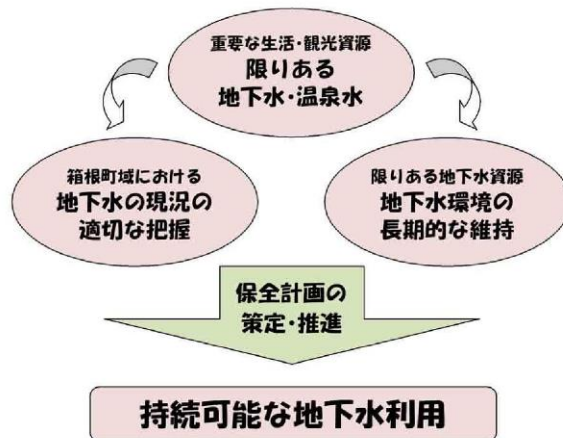 重要な生活・観光資源
限りある
地下水・温泉水
箱根町域における
地下水の現況の
適切な把握
限りある地下水資源
地下水環境の
長期的な維持
保全計画の
策定・推進
持続可能な地下水利用